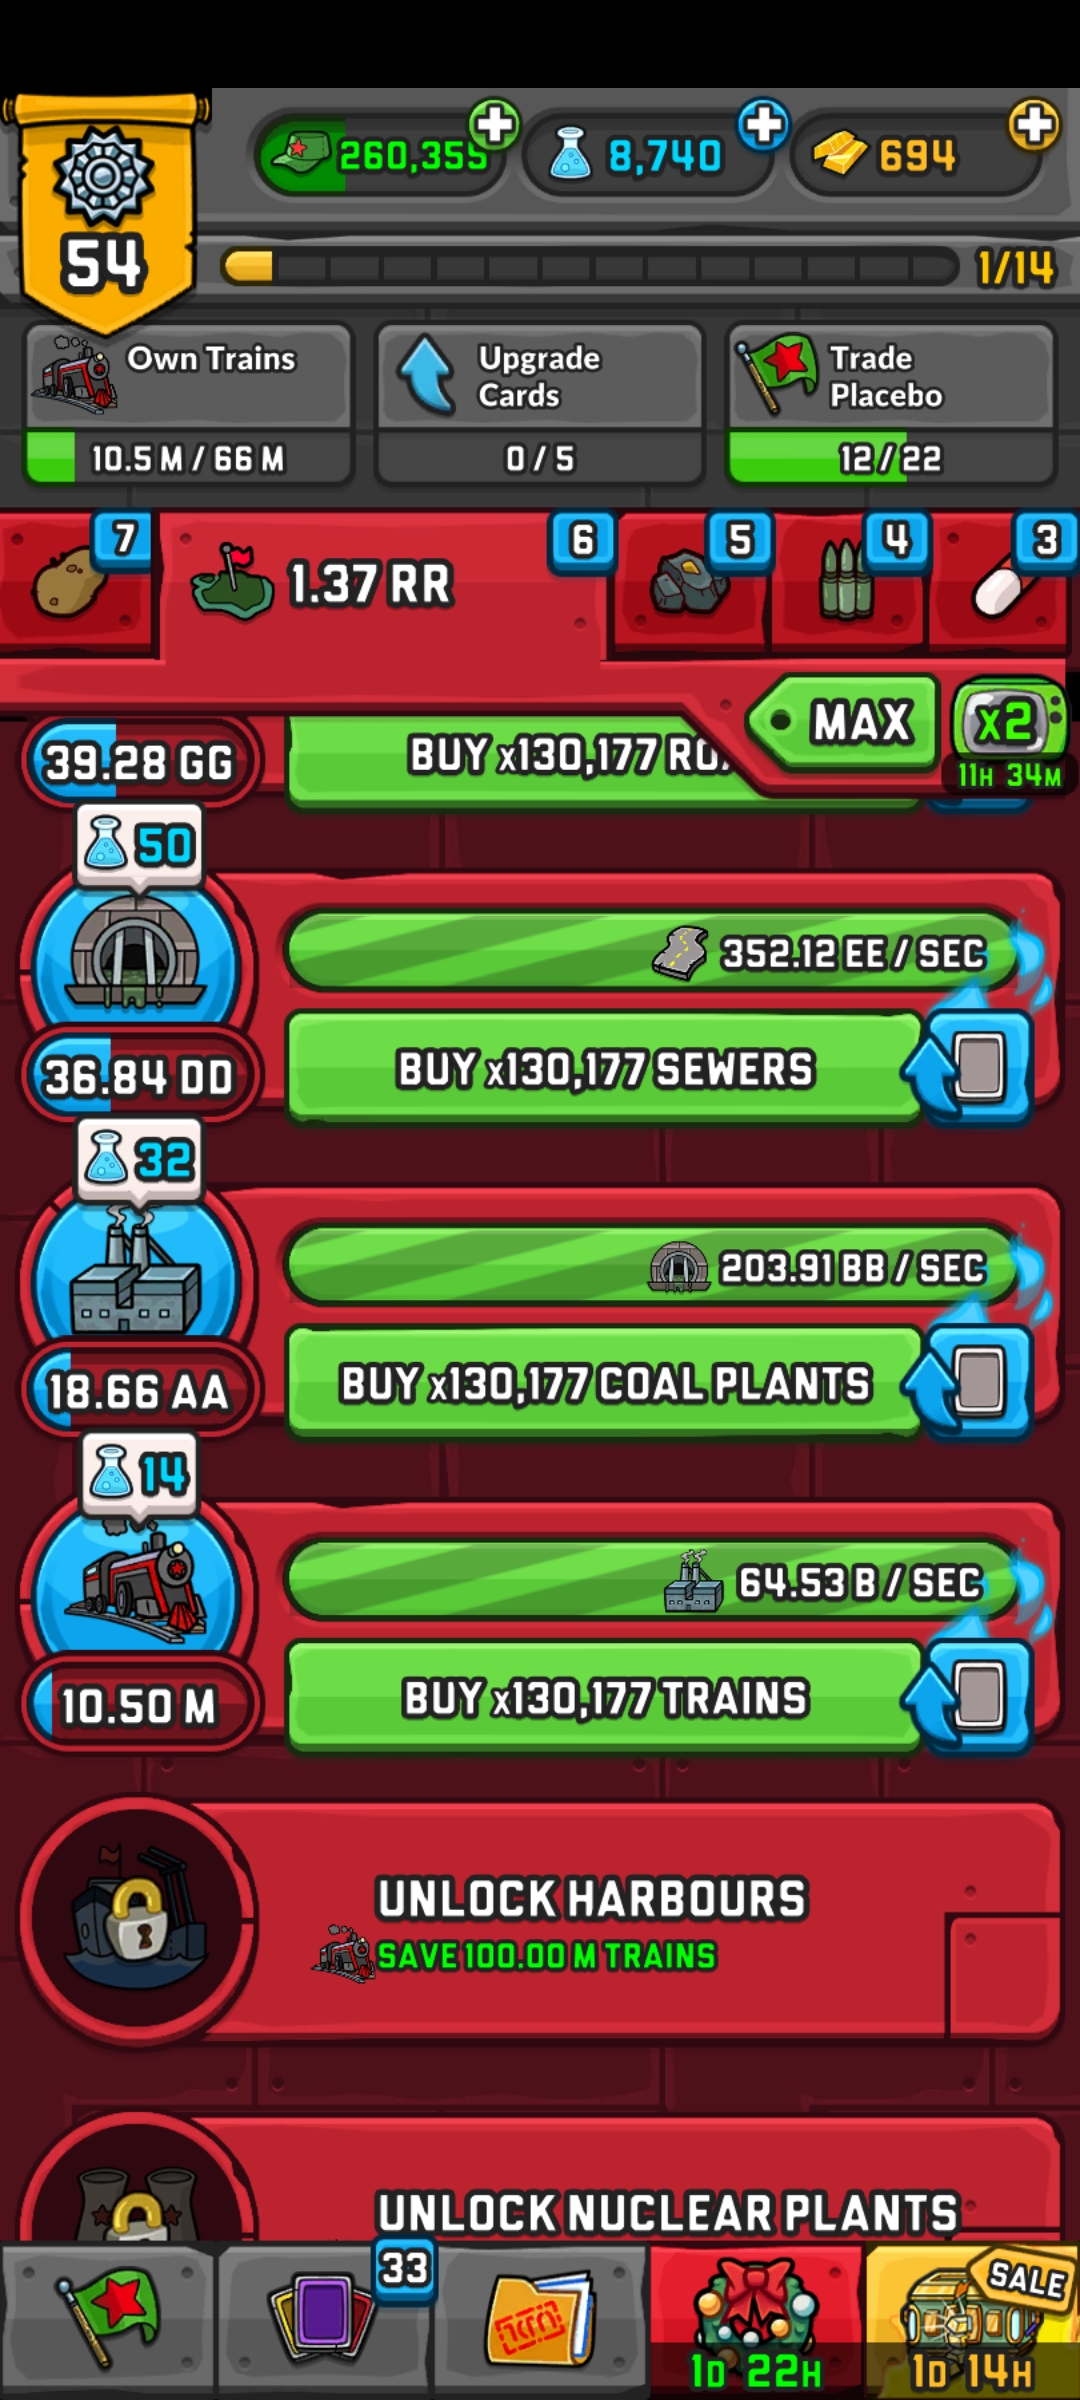 54
260,355
8,740
694
1/14
Own Trains
10.5 M / 66 M
Upgrade
Cards
0 / 5
Trade
Placebo
12 / 22
7
1.37 RR
6
5
4
3
MAX
x2
11H 34M
39.28 GG
BUY x130,177
50
352.12 EE / SEC
36.84 DD
BUY x130,177 SEWERS
32
203.91 BB / SEC
18.66 AA
BUY x130,177 COAL PLANTS
14
64.53 B / SEC
10.50 M
BUY x130,177 TRAINS
UNLOCK HARBOURS
SAVE 100.00 M TRAINS
UNLOCK NUCLEAR PLANTS
33
1D 22H
SALE
1D 14H